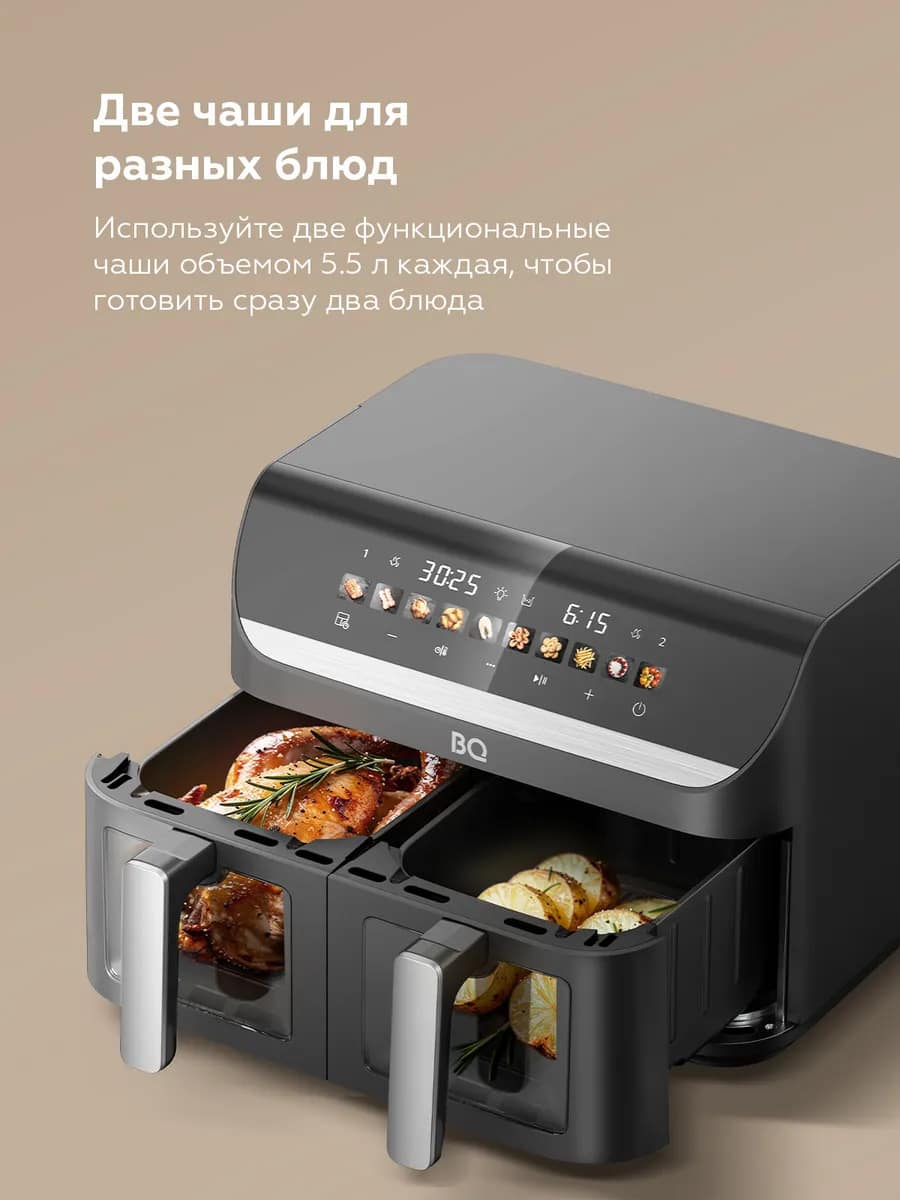 Две чаши для
разных блюд
Используйте две функциональные
чаши объемом 5.5 л каждая, чтобы
готовить сразу два блюда
1
30:25
6:15
2
BQ